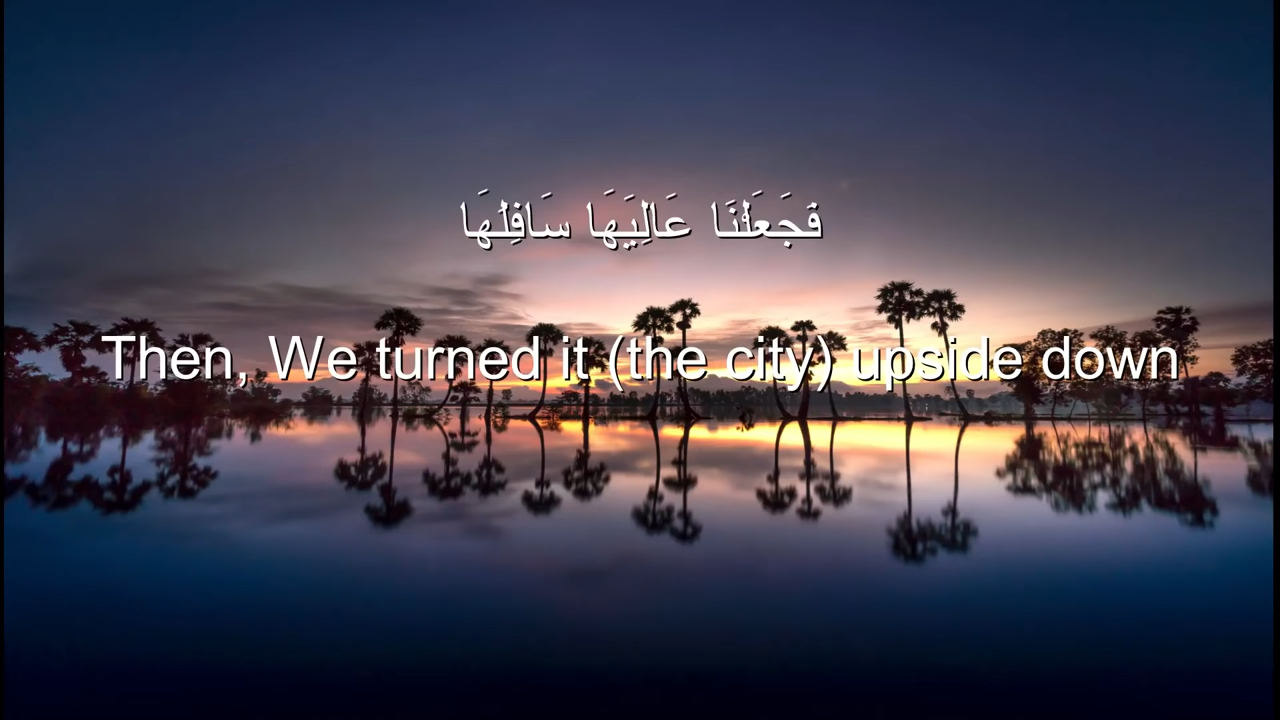 فَجَعَلْنَا عَالِيَهَا سَافِلَهَا
Then, We turned it (the city) upside down